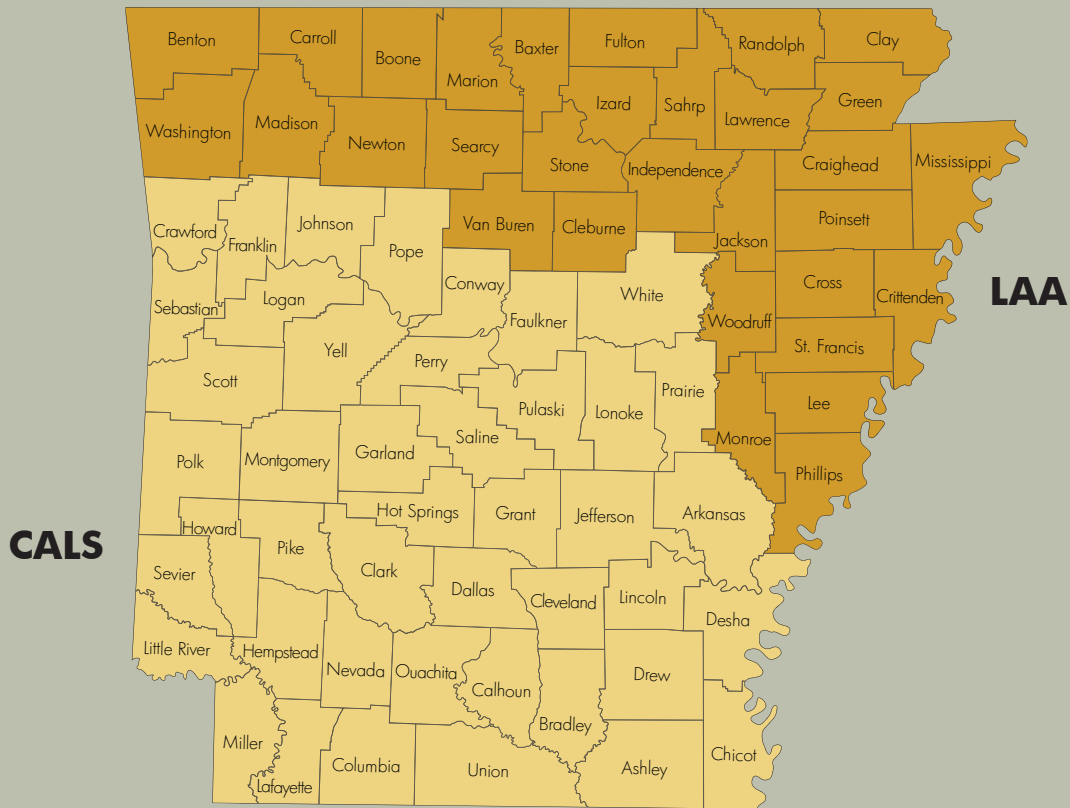 Benton
Carroll
Boone
Marion
Baxter
Fulton
Randolph
Clay
Washington
Madison
Newton
Searcy
Stone
Izard
Sahrp
Lawrence
Green
Independence
Craighead
Mississippi
Van Buren
Cleburne
Jackson
Poinsett
Crawford
Franklin
Johnson
Pope
Conway
White
Woodruff
Cross
Crittenden
LAA
Sebastian
Logan
Yell
Perry
Faulkner
St. Francis
Scott
Pulaski
Lonoke
Prairie
Monroe
Lee
Phillips
Polk
Montgomery
Garland
Saline
Hot Springs
Grant
Jefferson
Arkansas
CALS
Howard
Pike
Clark
Dallas
Cleveland
Lincoln
Desha
Sevier
Little River
Hempstead
Nevada
Ouachita
Calhoun
Bradley
Drew
Chicot
Miller
Lafayette
Columbia
Union
Ashley